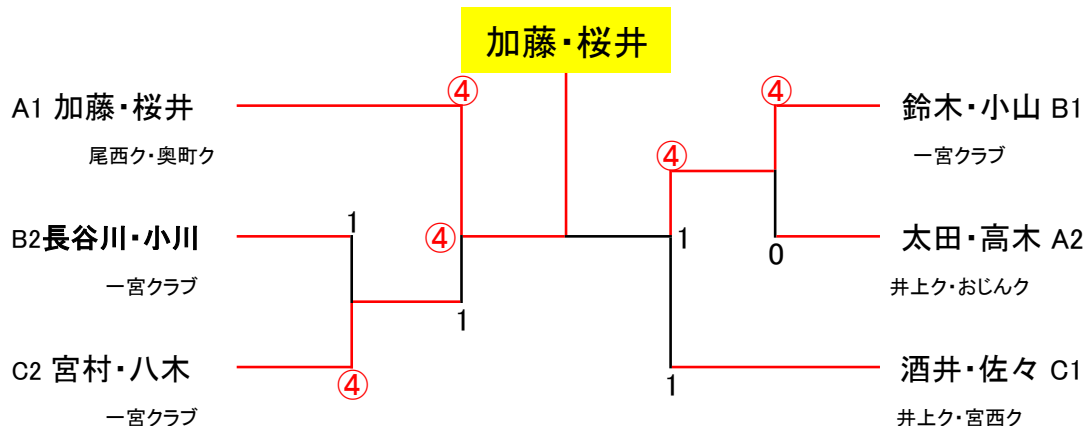 加藤・桜井
④
④
A1 加藤・桜井
鈴木・小山 B1
尾西ク・奥町ク
④
一宮クラブ
1
B2長谷川・小川
④
1
太田・高木 A2
0
一宮クラブ
井上ク・おじんク
1
C2 宮村・八木
④
1
酒井・佐々 C1
一宮クラブ
井上ク・宮西ク